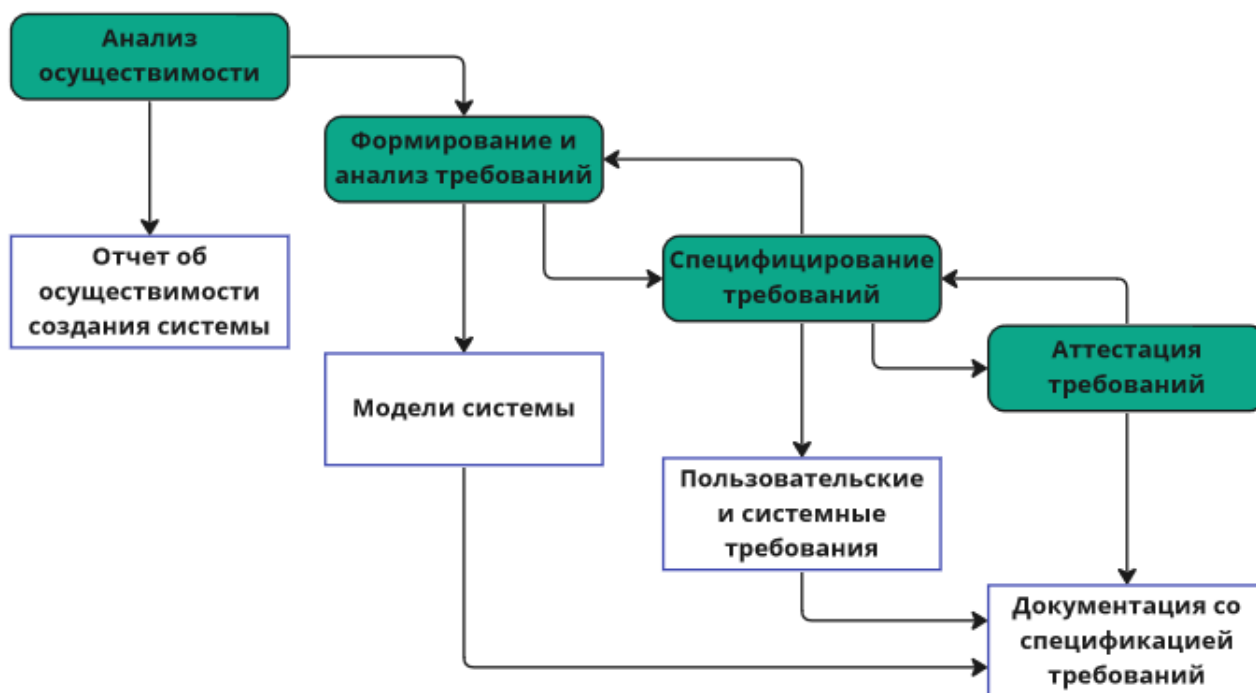 Анализ
осуществимости
Формирование и
анализ требований
Отчет об
осуществимости
создания системы
Специфицирование
требований
Аттестация
требований
Модели системы
Пользовательские
и системные
требования
Документация со
спецификацией
требований